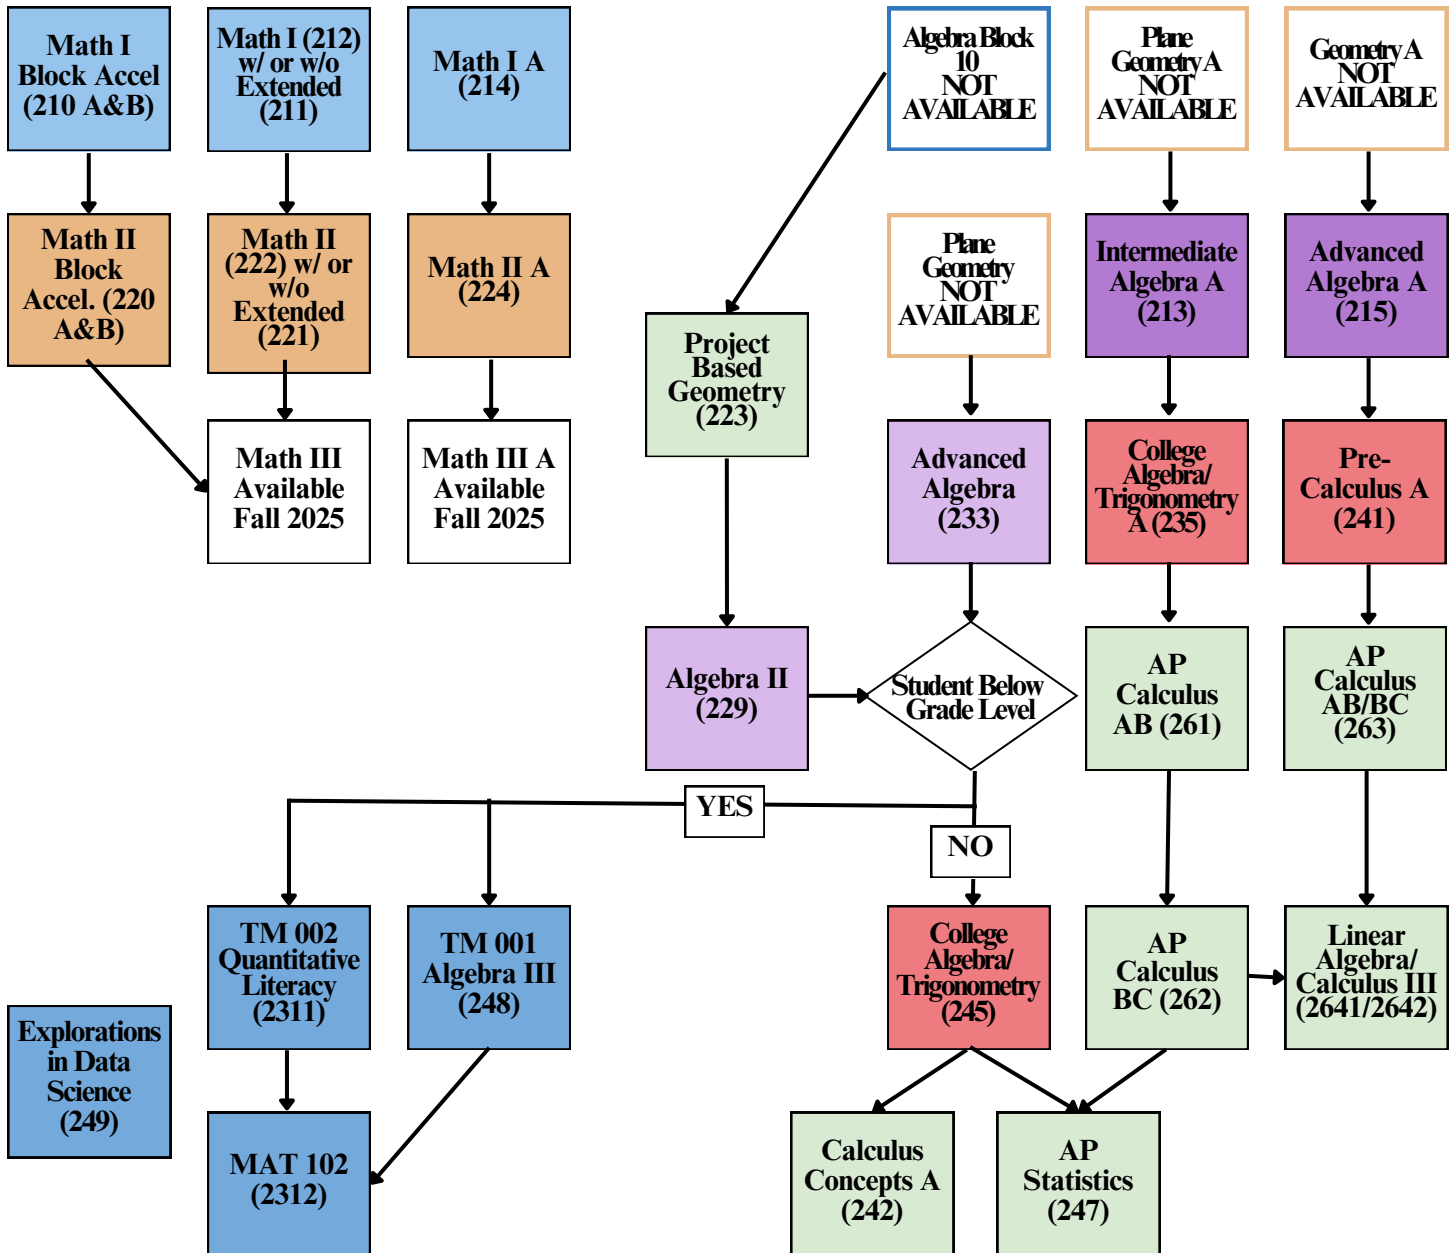 Math I
Block Accel
(210 A&B)
Math I (212)
w/ or w/o
Extended
(211)
Math I A
(214)
Algebra Block
10
NOT
AVAILABLE
Plane
Geometry A
NOT
AVAILABLE
Geometry A
NOT
AVAILABLE
Math II
Block
Accel. (220
A&B)
Math II
(222) w/ or
w/o
Extended
(221)
Math II A
(224)
Plane
Geometry
NOT
AVAILABLE
Intermediate
Algebra A
(213)
Advanced
Algebra A
(215)
Project
Based
Geometry
(223)
Math III
Available
Fall 2025
Math III A
Available
Fall 2025
Advanced
Algebra
(233)
College
Algebra/
Trigonometry
A (235)
Pre-
Calculus A
(241)
Algebra II
(229)
Student Below
Grade Level
AP
Calculus
AB (261)
AP
Calculus
AB/BC
(263)
YES
NO
TM 002
Quantitative
Literacy
(2311)
TM 001
Algebra III
(248)
College
Algebra/
Trigonometry
(245)
AP
Calculus
BC (262)
Linear
Algebra/
Calculus III
(2641/2642)
Explorations
in Data
Science
(249)
MAT 102
(2312)
Calculus
Concepts A
(242)
AP
Statistics
(247)